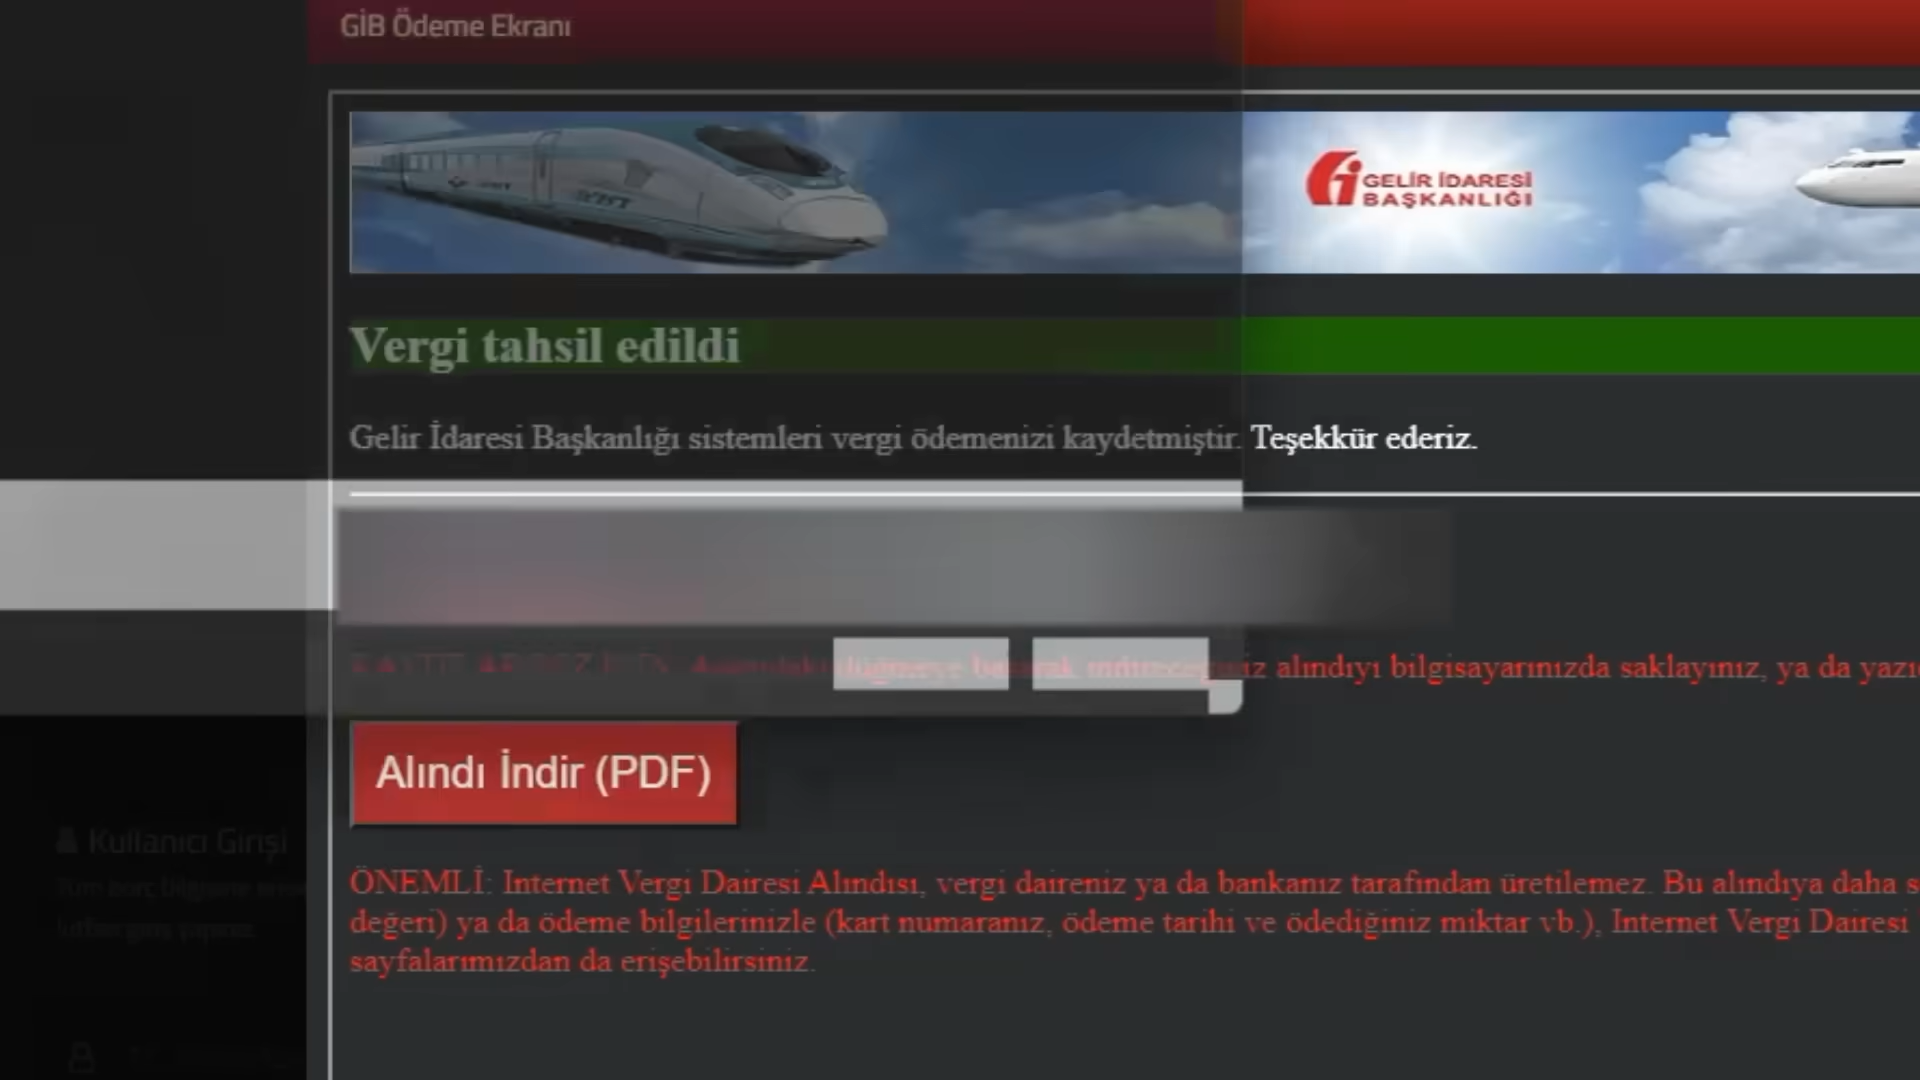 GİB Ödeme Ekranı
GELİR İDARESİ
BAŞKANLIĞI
Vergi tahsil edildi
Gelir İdaresi Başkanlığı sistemleri vergi ödemenizi kaydetmiştir. Teşekkür ederiz.
düğmeye basarak indireceğiniz alındıyı bilgisayarınızda saklayınız, ya da
Alındı İndir (PDF)
ÖNEMLİ: Internet Vergi Dairesi Alındısı, vergi daireniz ya da bankanız tarafından üretilemez. Bu alındıya daha
değeri) ya da ödeme bilgilerinizle (kart numaranız, ödeme tarihi ve ödediğiniz miktar vb.), Internet Vergi Dairesi
sayfalarımızdan da erişebilirsiniz.
Kullanıcı Girişi